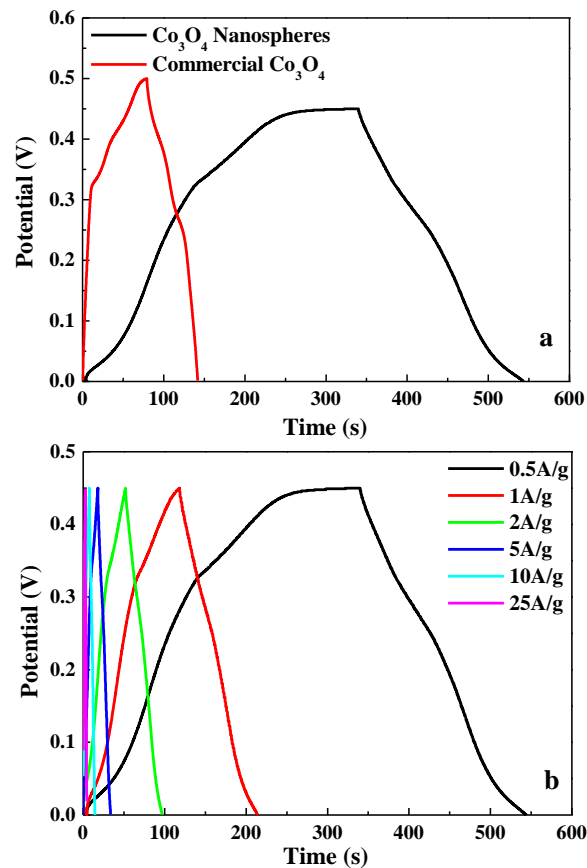 0.6
0.5
0.4
0.3
0.2
0.1
0.0
Potential (V)
Co₃O₄ Nanospheres
Commercial Co₃O₄
a
0 100 200 300 400 500 600
Time (s)
0.5
0.4
0.3
0.2
0.1
0.0
Potential (V)
0.5A/g
1A/g
2A/g
5A/g
10A/g
25A/g
b
0 100 200 300 400 500 600
Time (s)